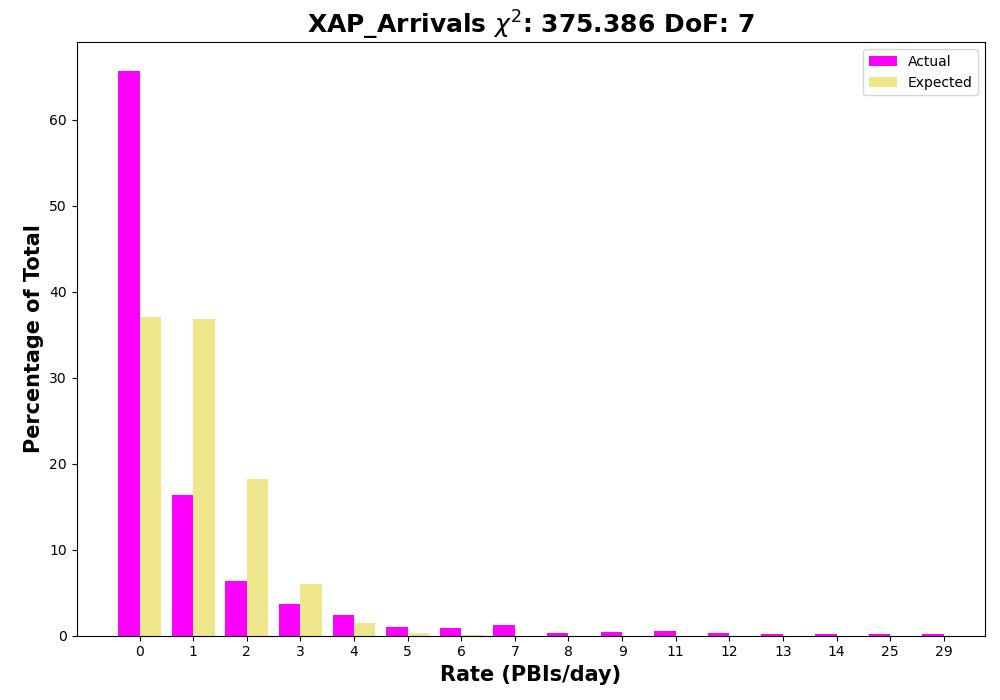 XAP_Arrivals χ²: 375.386 DoF: 7
Actual
Expected
Percentage of Total
60
50
40
30
20
10
0
0 1 2 3 4 5 6 7 8 9 11 12 13 14 25 29
Rate (PBIs/day)